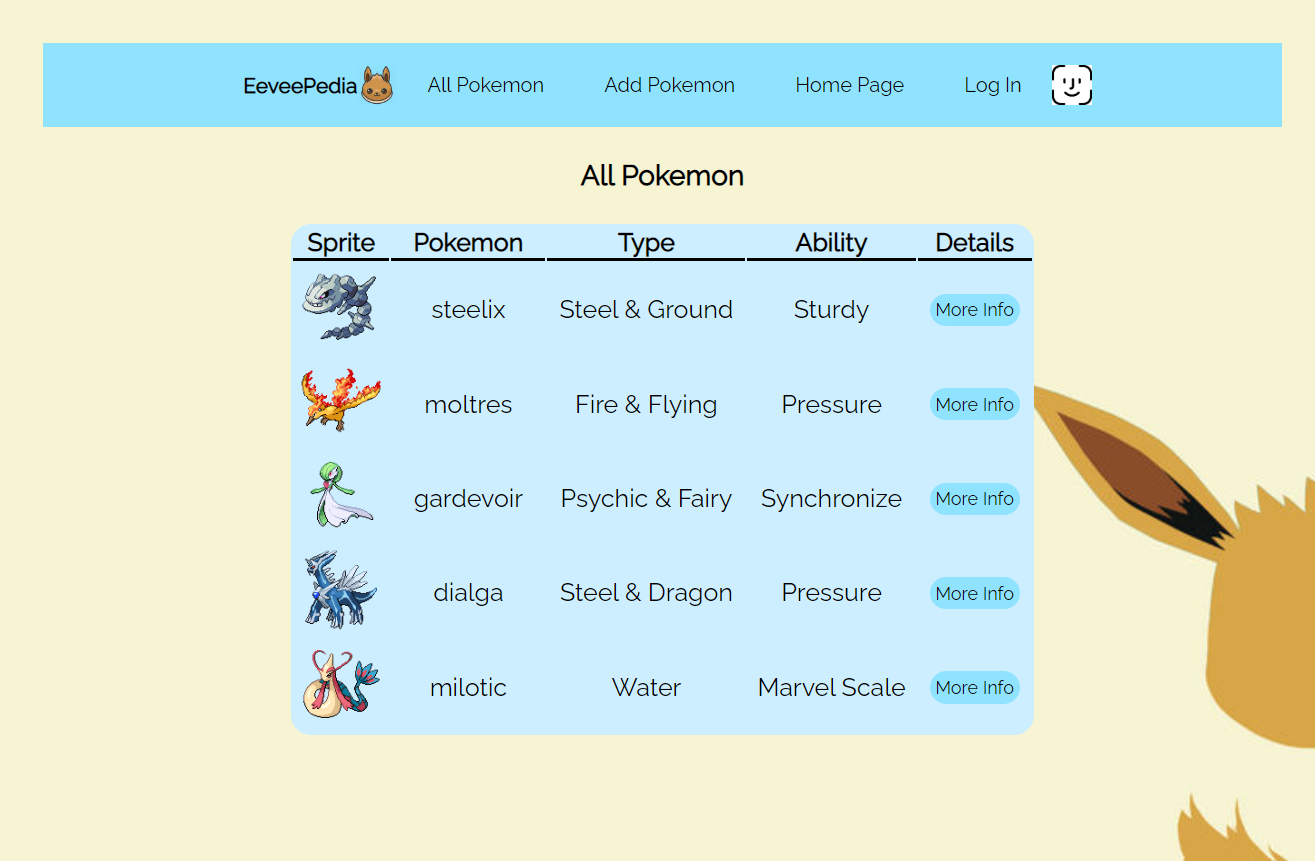 EeveePedia All Pokemon Add Pokemon Home Page Log In
All Pokemon
Sprite Pokemon Type Ability Details
steelix Steel & Ground Sturdy More Info
moltres Fire & Flying Pressure More Info
gardevoir Psychic & Fairy Synchronize More Info
dialga Steel & Dragon Pressure More Info
milotic Water Marvel Scale More Info